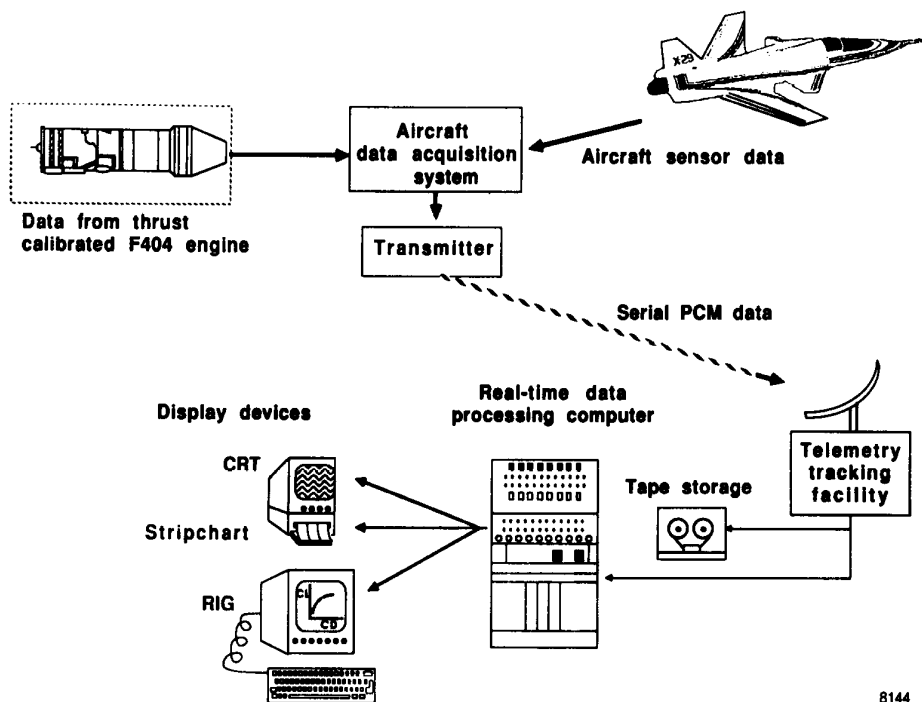 X-29
Aircraft
data acquisition
system
Aircraft sensor data
Data from thrust
calibrated F404 engine
Transmitter
Serial PCM data
Real-time data
processing computer
Display devices
CRT
Stripchart
RIG
CL
CD
Tape storage
Telemetry
tracking
facility
8144